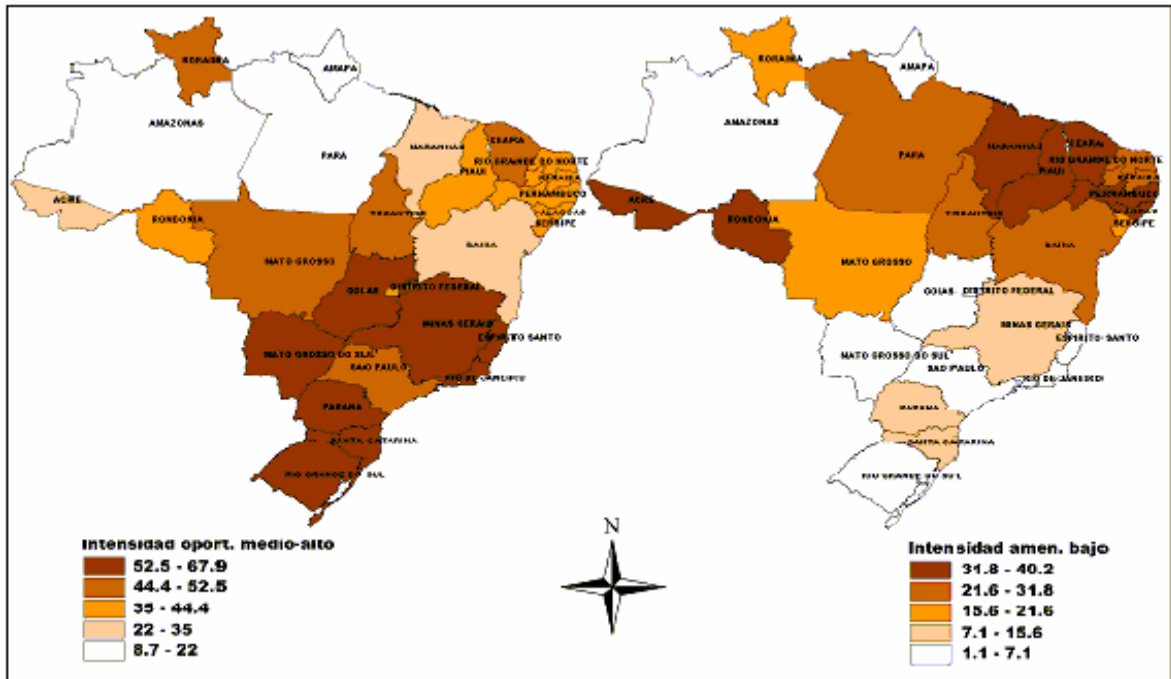 RORAIMA
AMAPA
AMAZONAS
PARA
MARANHAO
CEARA
RIO GRANDE DO NORTE
PIAUI
PERNAMBUCO
SERGIPE
ACRE
RONDONIA
TOCANTINS
BAHIA
MATO GROSSO
GOIAS
DISTRITO FEDERAL
MINAS GERAIS
ESPIRITO SANTO
MATO GROSSO DO SUL
SAO PAULO
RIO DE JANEIRO
PARANA
SANTA CATARINA
RIO GRANDE DO SUL
Intensidad oport. medio-alto
52.5 - 67.9
44.4 - 52.5
35 - 44.4
22 - 35
8.7 - 22
N
RORAIMA
AMAPA
AMAZONAS
PARA
MARANHAO
CEARA
RIO GRANDE DO NORTE
PIAUI
PERNAMBUCO
SERGIPE
ACRE
RONDONIA
TOCANTINS
BAHIA
MATO GROSSO
GOIAS
DISTRITO FEDERAL
MINAS GERAIS
ESPIRITO SANTO
MATO GROSSO DO SUL
SAO PAULO
RIO DE JANEIRO
PARANA
SANTA CATARINA
RIO GRANDE DO SUL
Intensidad amen. bajo
31.8 - 40.2
21.6 - 31.8
15.6 - 21.6
7.1 - 15.6
1.1 - 7.1